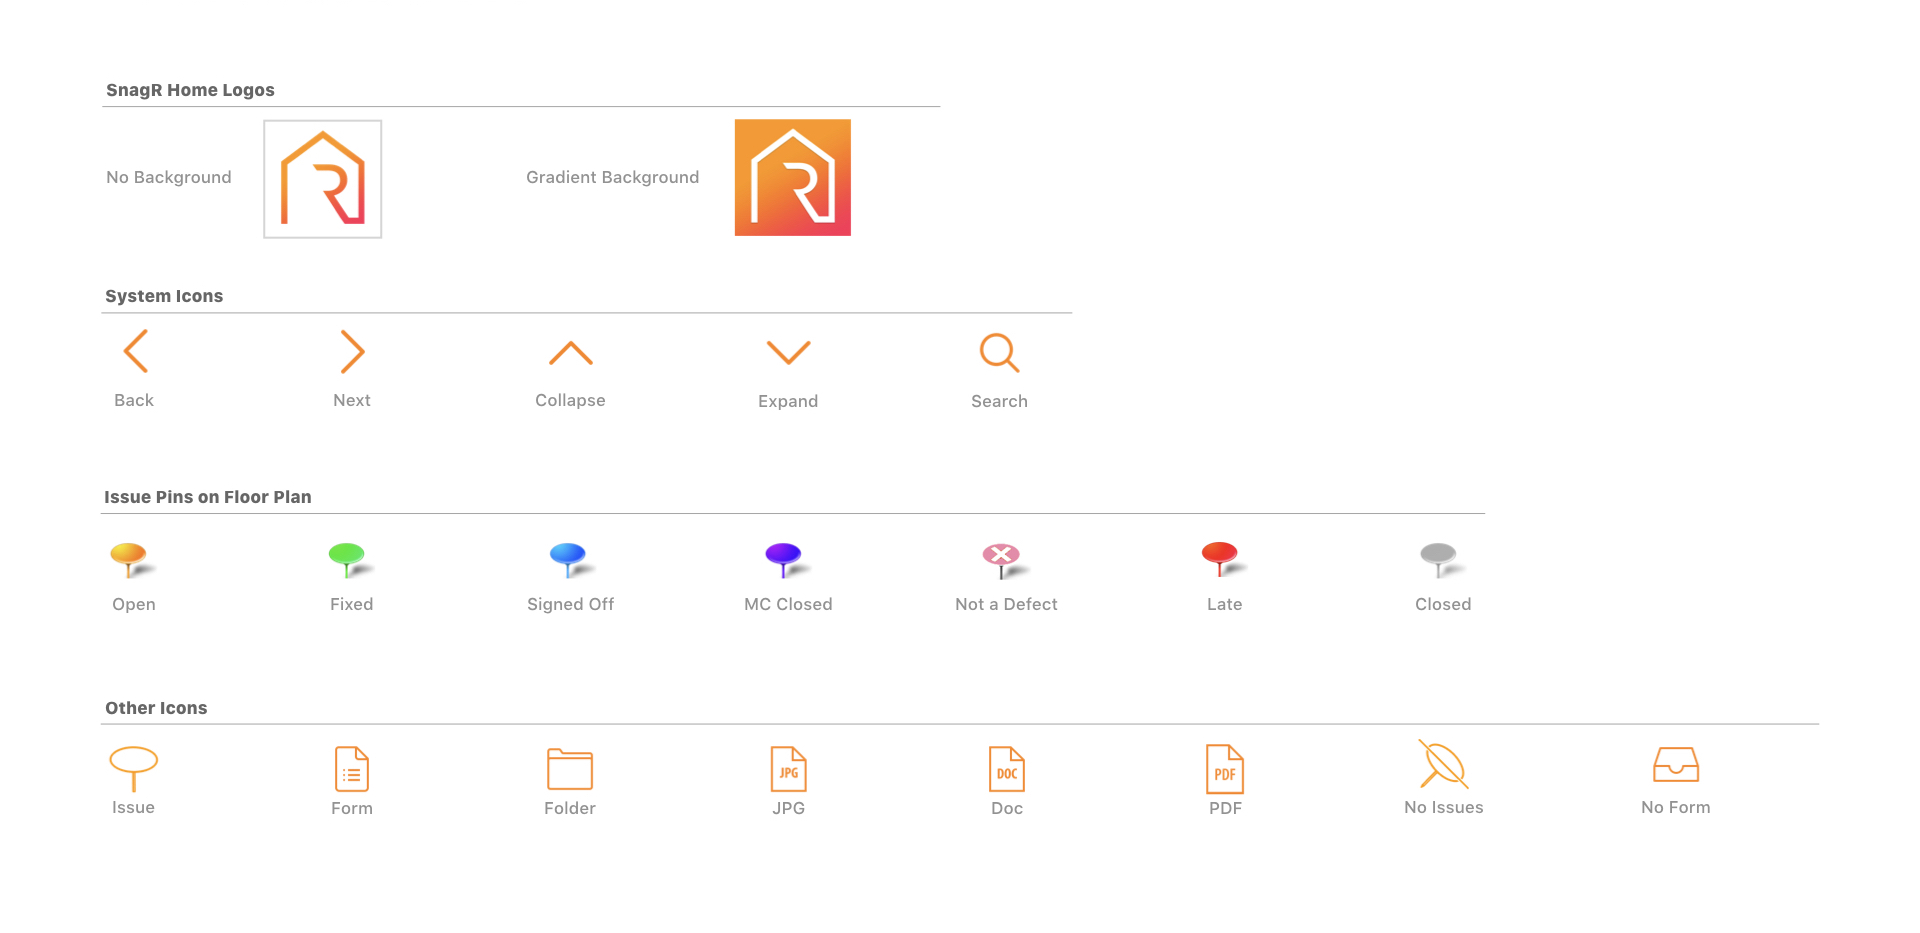 SnagR Home Logos
No Background
Gradient Background
R
R
System Icons
Back
Next
Collapse
Expand
Search
Issue Pins on Floor Plan
Open
Fixed
Signed Off
MC Closed
Not a Defect
Late
Closed
Other Icons
JPG
DOC
PDF
Issue
Form
Folder
JPG
Doc
PDF
No Issues
No Form